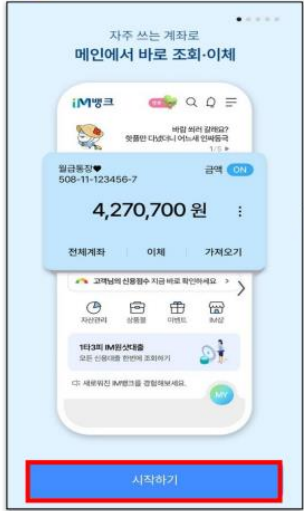 자주 쓰는 계좌로
메인에서 바로 조회·이체
iM뱅크
바람 쐬러 갈래요?
핫플만 다녔더니 어느새 인싸등극
1/5
월급통장♥
508-11-123456-7
금액 ON
4,270,700 원
전체계좌 이체 가져오기
고객님의 신용점수 지금 바로 확인하세요 >
자산관리 상품몰 이벤트 iM샵
1타3피 iM원샷대출
모든 신용대출 한번에 조회하기
새로워진 iM뱅크를 경험해보세요.
MY
시작하기